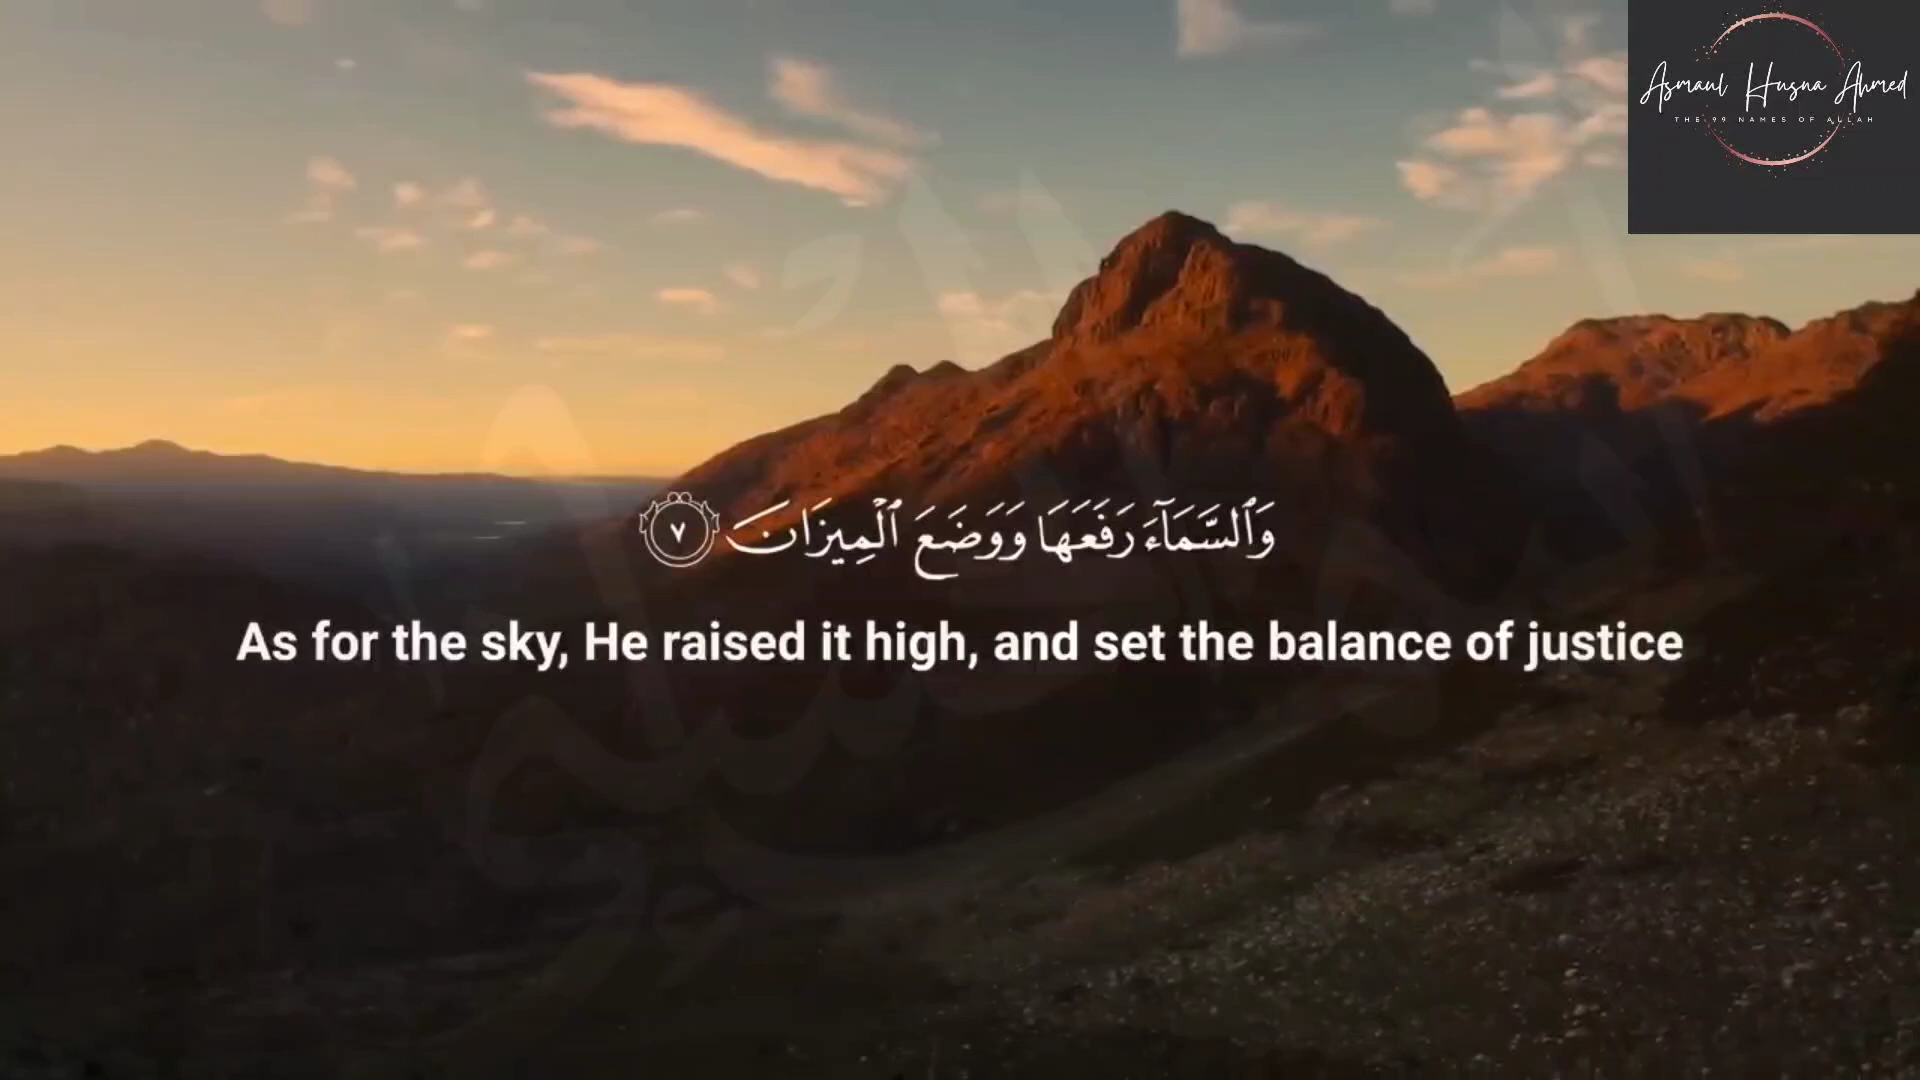 Asmaul Husna Ahmed
THE 99 NAMES OF ALLAH
وَٱلسَّمَآءَ رَفَعَهَا وَوَضَعَ ٱلْمِيزَانَ ٧
As for the sky, He raised it high, and set the balance of justice